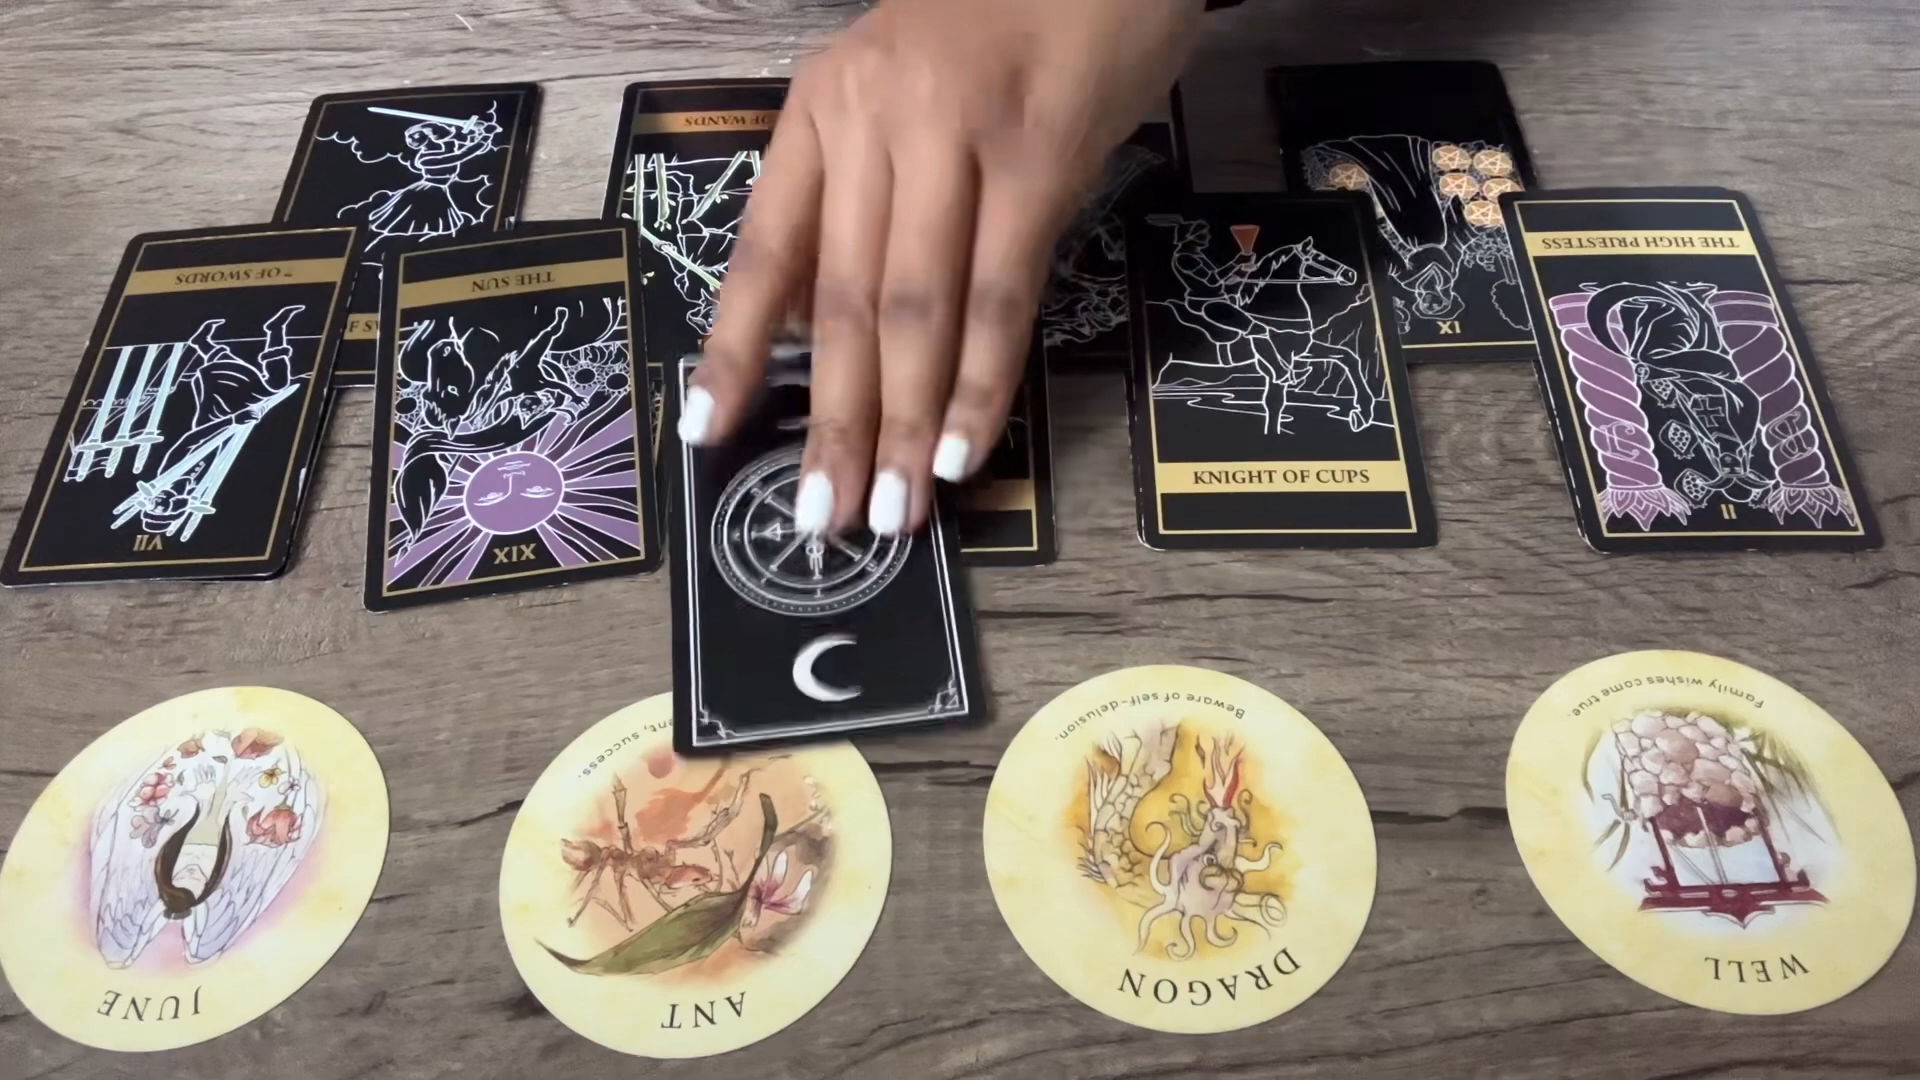 OF WANDS
OF SWORDS
THE SUN
THE HIGH PRIESTESS
XI
KNIGHT OF CUPS
VII
XIX
II
success.
Beware of self-delusion.
Family wishes come true.
JUNE
ANT
DRAGON
WELL